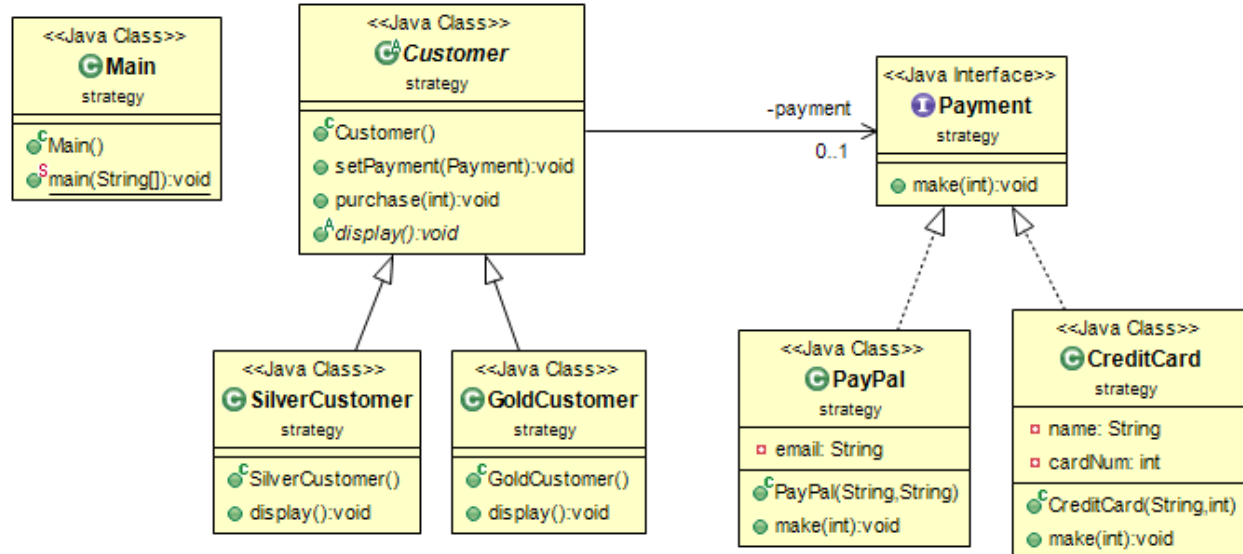 <<Java Class>>
Main
strategy
Main()
main(String[]):void
<<Java Class>>
Customer
strategy
Customer()
setPayment(Payment):void
purchase(int):void
display():void
-payment
0..1
<<Java Interface>>
Payment
strategy
make(int):void
<<Java Class>>
SilverCustomer
strategy
SilverCustomer()
display():void
<<Java Class>>
GoldCustomer
strategy
GoldCustomer()
display():void
<<Java Class>>
PayPal
strategy
email: String
PayPal(String,String)
make(int):void
<<Java Class>>
CreditCard
strategy
name: String
cardNum: int
CreditCard(String,int)
make(int):void